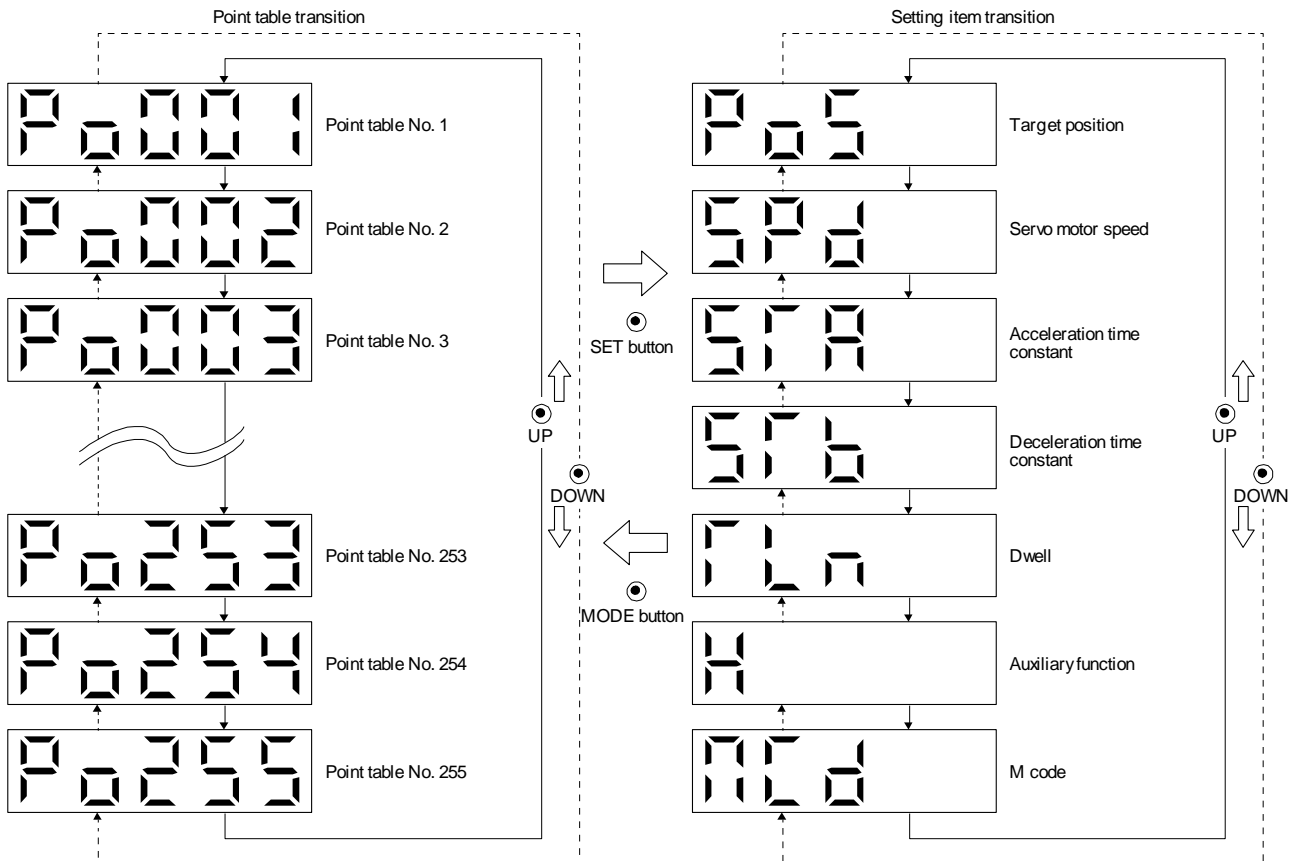 Point table transition
Po001
Point table No. 1
Po002
Point table No. 2
Po003
Point table No. 3
Po253
Point table No. 253
Po254
Point table No. 254
Po255
Point table No. 255
UP
DOWN
SET button
MODE button
Setting item transition
PoS
Target position
SPd
Servo motor speed
STA
Acceleration time
constant
STb
Deceleration time
constant
TLn
Dwell
H
Auxiliary function
MCd
M code
UP
DOWN